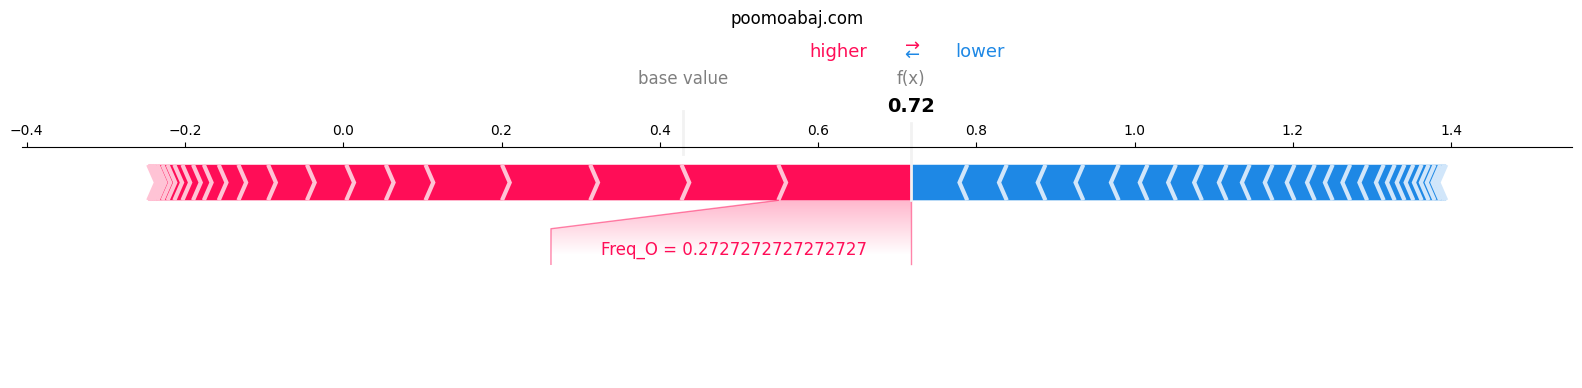 poomoabaj.com
higher ⇄ lower
base value f(x)
0.72
−0.4 −0.2 0.0 0.2 0.4 0.6 0.8 1.0 1.2 1.4
Freq_O = 0.2727272727272727